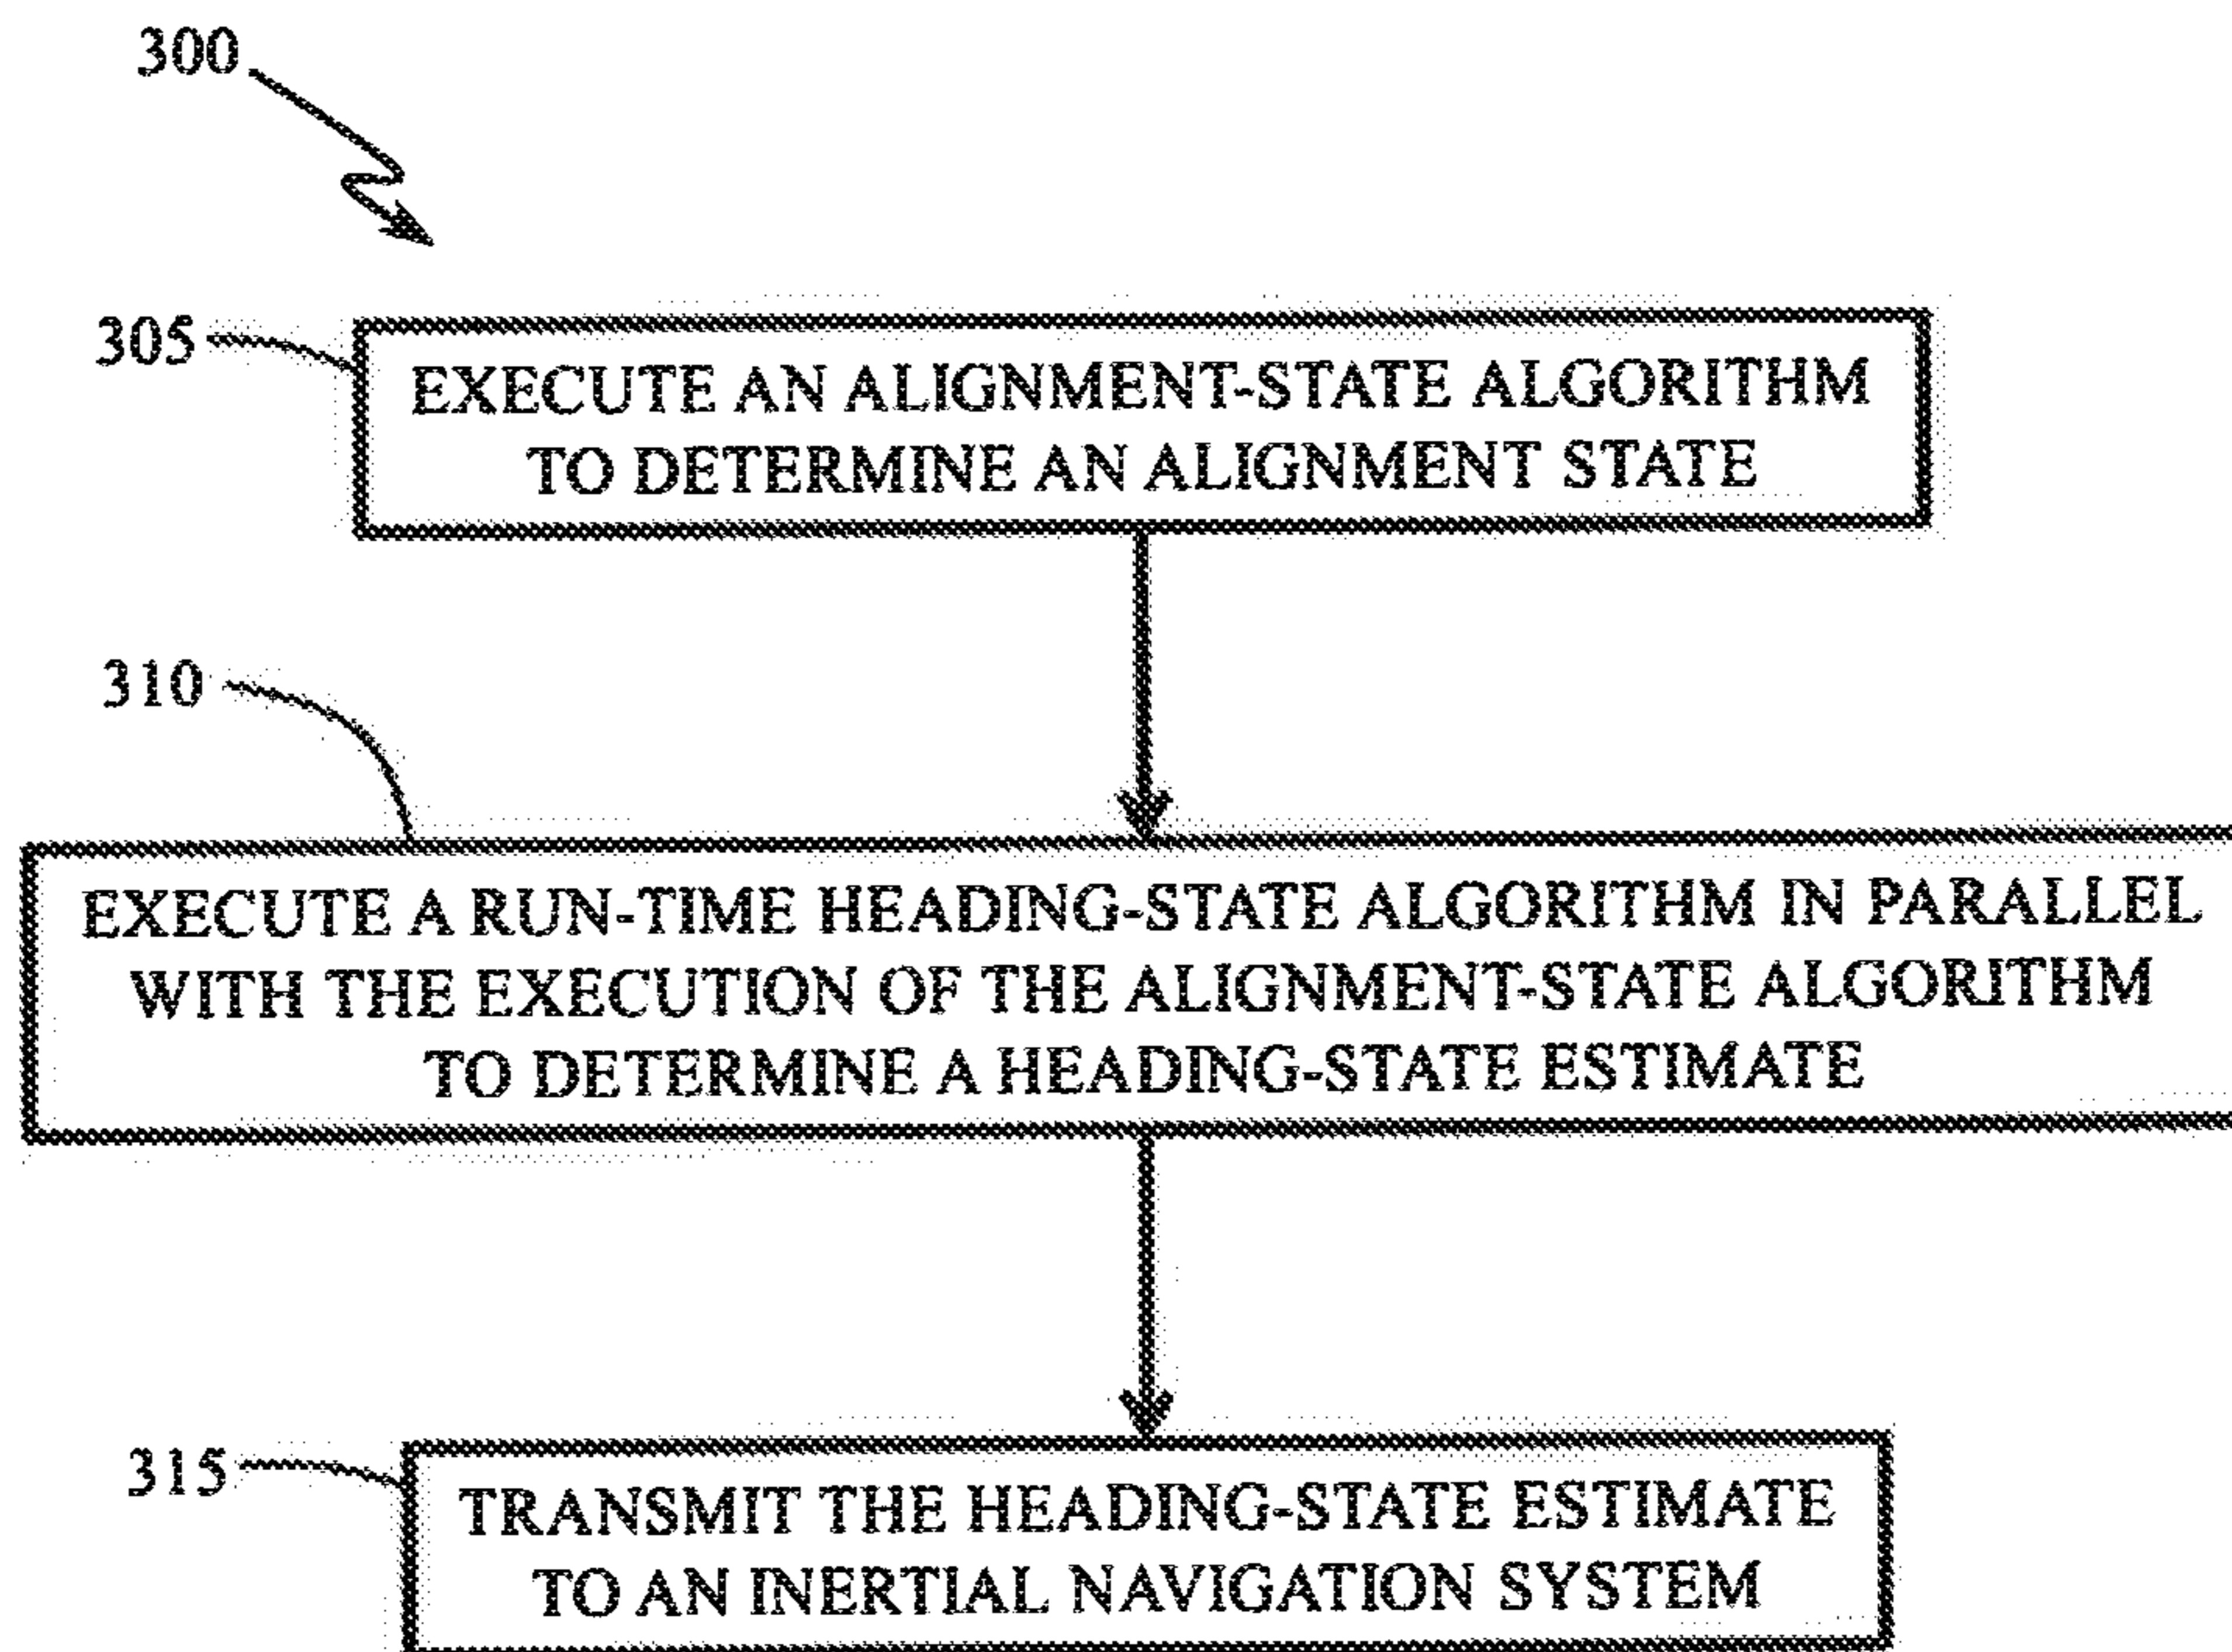 300
305
EXECUTE AN ALIGNMENT-STATE ALGORITHM
TO DETERMINE AN ALIGNMENT STATE
310
EXECUTE A RUN-TIME HEADING-STATE ALGORITHM IN PARALLEL
WITH THE EXECUTION OF THE ALIGNMENT-STATE ALGORITHM
TO DETERMINE A HEADING-STATE ESTIMATE
315
TRANSMIT THE HEADING-STATE ESTIMATE
TO AN INERTIAL NAVIGATION SYSTEM